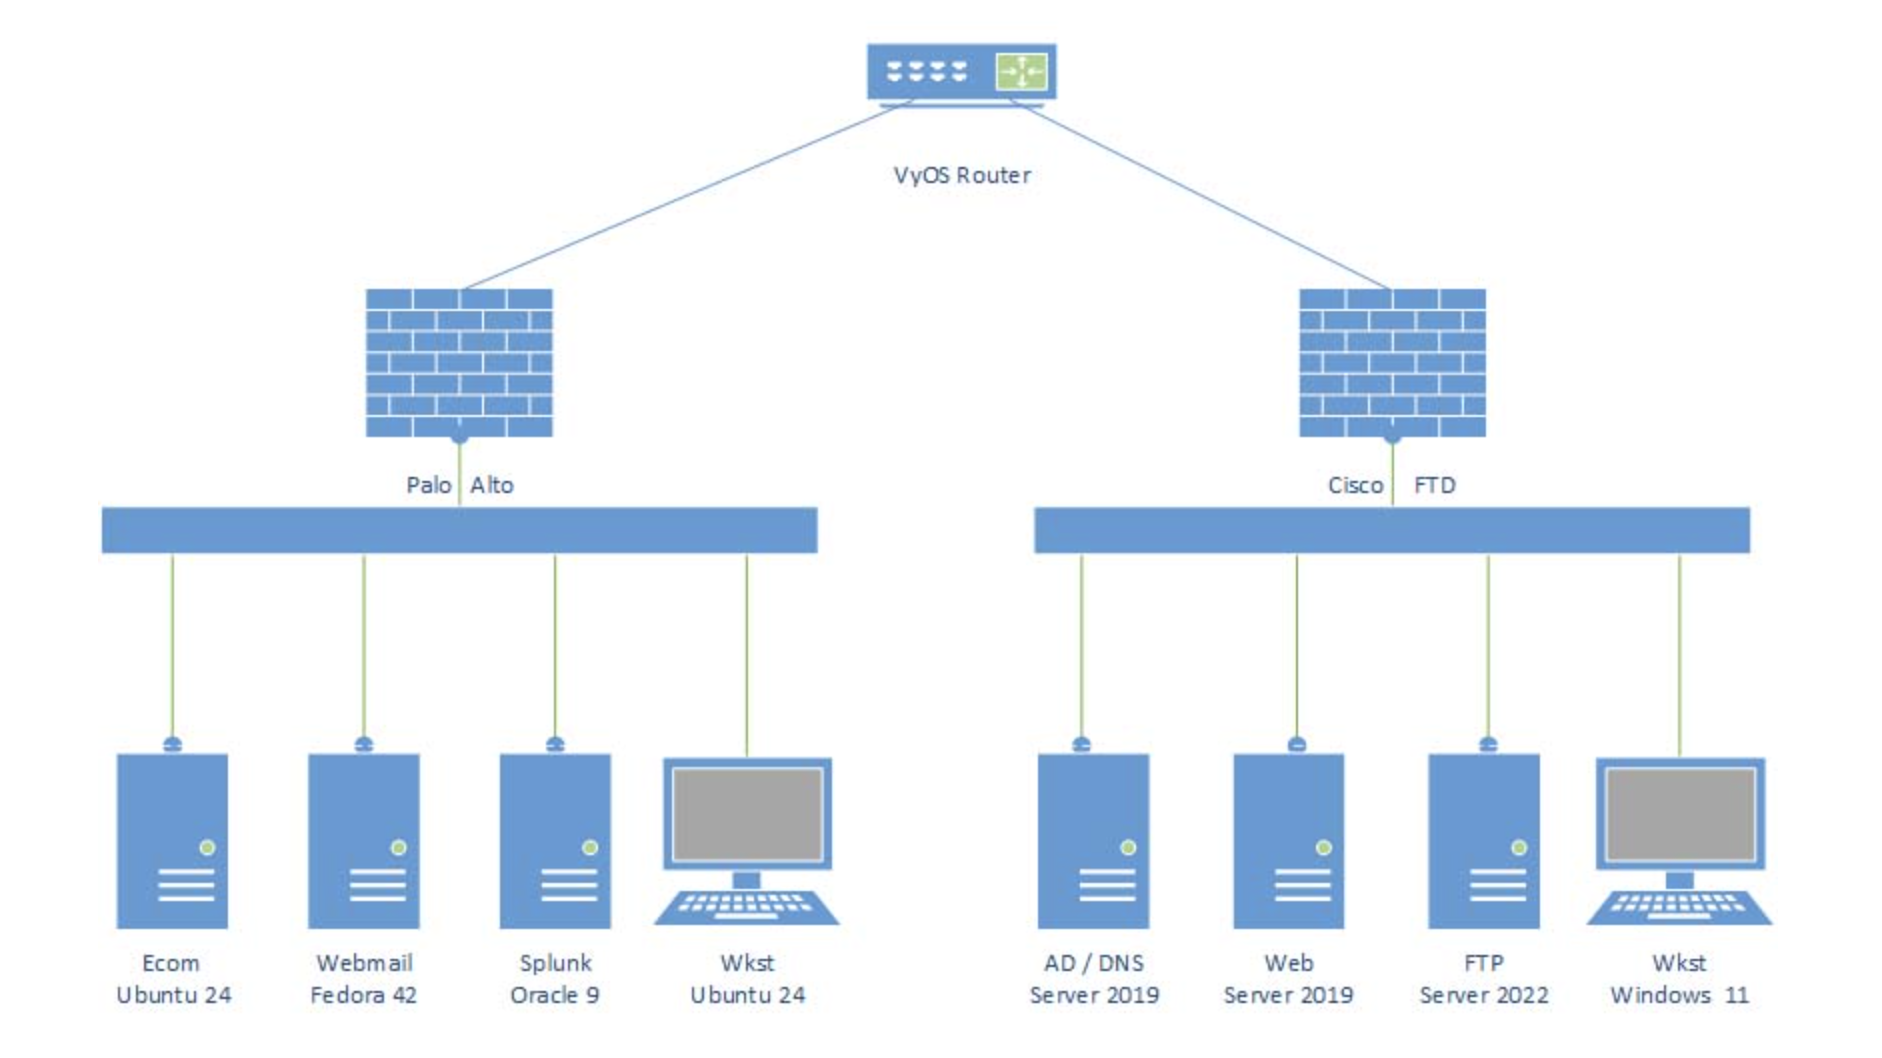 VyOS Router
Palo Alto
Cisco FTD
Ecom
Ubuntu 24
Webmail
Fedora 42
Splunk
Oracle 9
Wkst
Ubuntu 24
AD / DNS
Server 2019
Web
Server 2019
FTP
Server 2022
Wkst
Windows 11